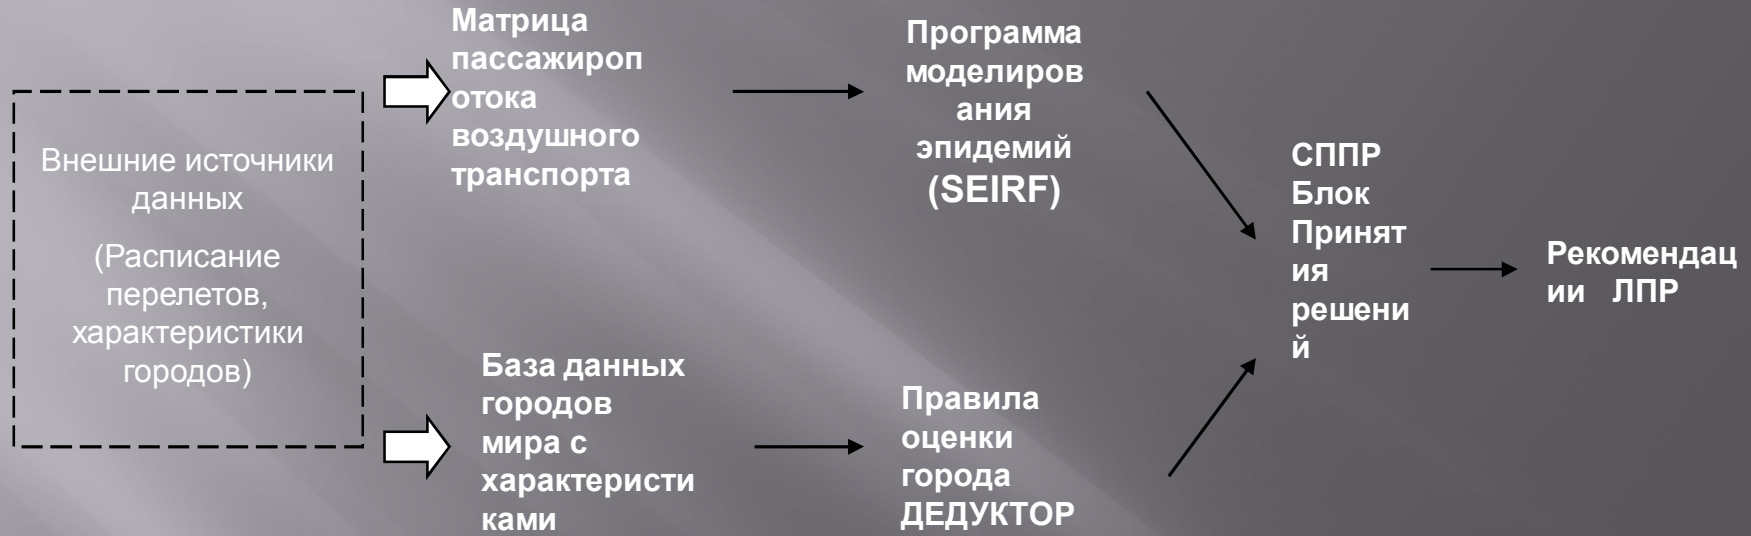 Внешние источники
данных
(Расписание
перелетов,
характеристики
городов)
Матрица
пассажироп
отока
воздушного
транспорта
База данных
городов
мира с
характеристи
ками
Программа
моделиров
ания
эпидемий
(SEIRF)
Правила
оценки
города
ДЕДУКТОР
СППР
Блок
Принят
ия
решени
й
Рекомендац
ии ЛПР